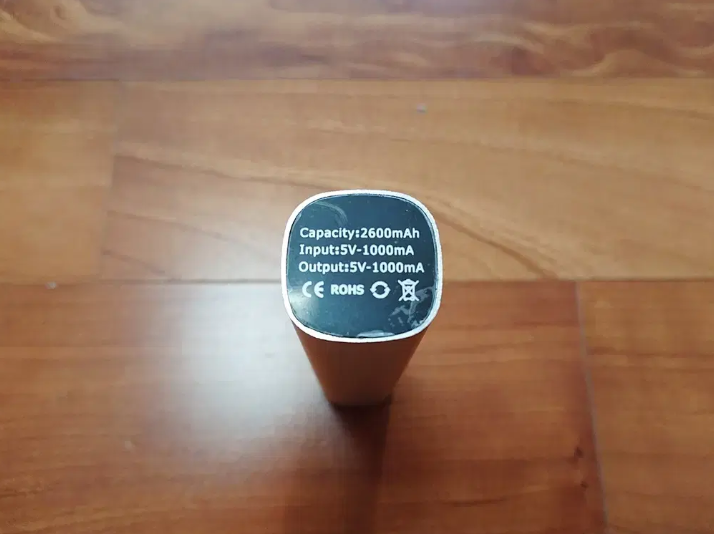 Capacity:2600mAh
Input:5V-1000mA
Output:5V-1000mA
CE ROHS